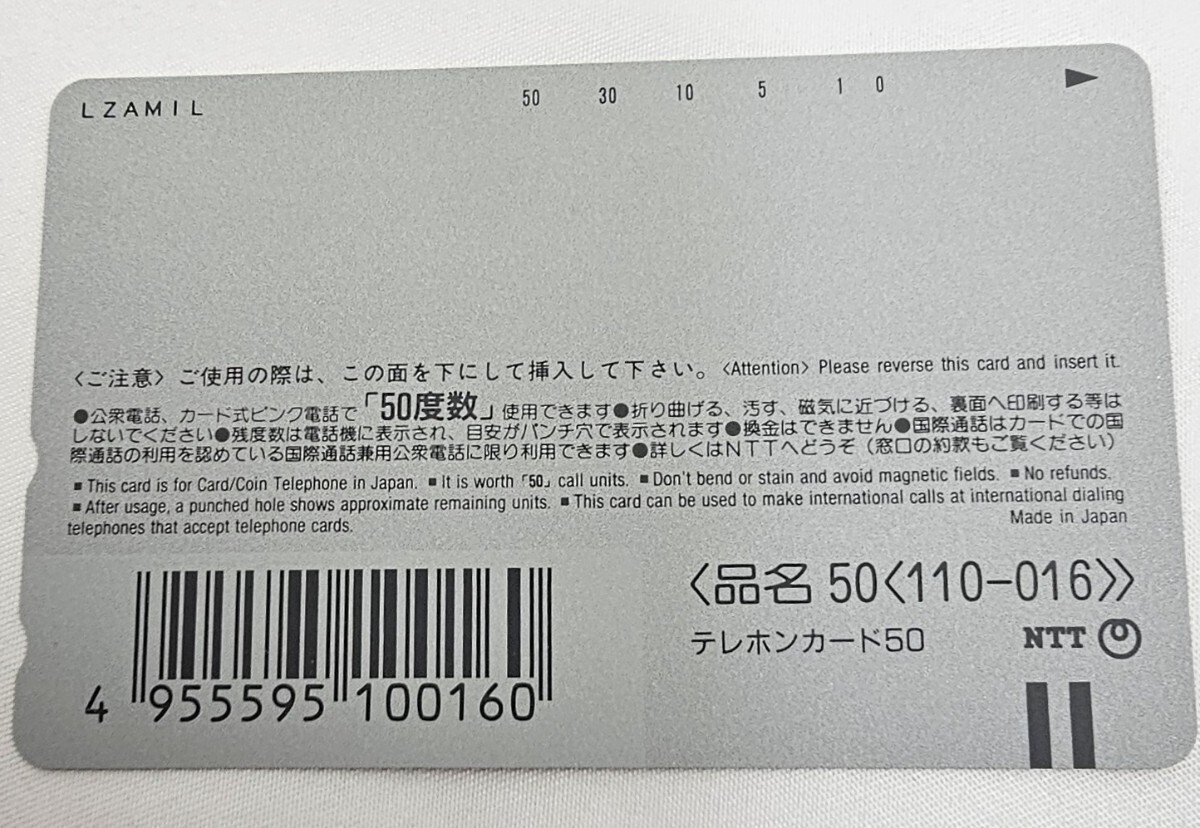 LZAMIL 50 30 10 5 1 0
〈ご注意〉ご使用の際は、この面を下にして挿入して下さい。〈Attention〉Please reverse this card and insert it.
●公衆電話、カード式ピンク電話で「50度数」使用できます●折り曲げる、汚す、磁気に近づける、裏面へ印刷する等は
しないでください●残度数は電話機に表示され、目安がパンチ穴で表示されます●換金はできません●国際通話はカードでの国
際通話の利用を認めている国際通話兼用公衆電話に限り利用できます●詳しくはNTTへどうぞ（窓口の約款もご覧ください）
■ This card is for Card/Coin Telephone in Japan. ■ It is worth「50」call units. ■ Don't bend or stain and avoid magnetic fields. ■ No refunds.
■ After usage, a punched hole shows approximate remaining units. ■ This card can be used to make international calls at international dialing
telephones that accept telephone cards.
Made in Japan
〈品名 50〈110-016〉〉
テレホンカード50
NTT
4 955595 100160